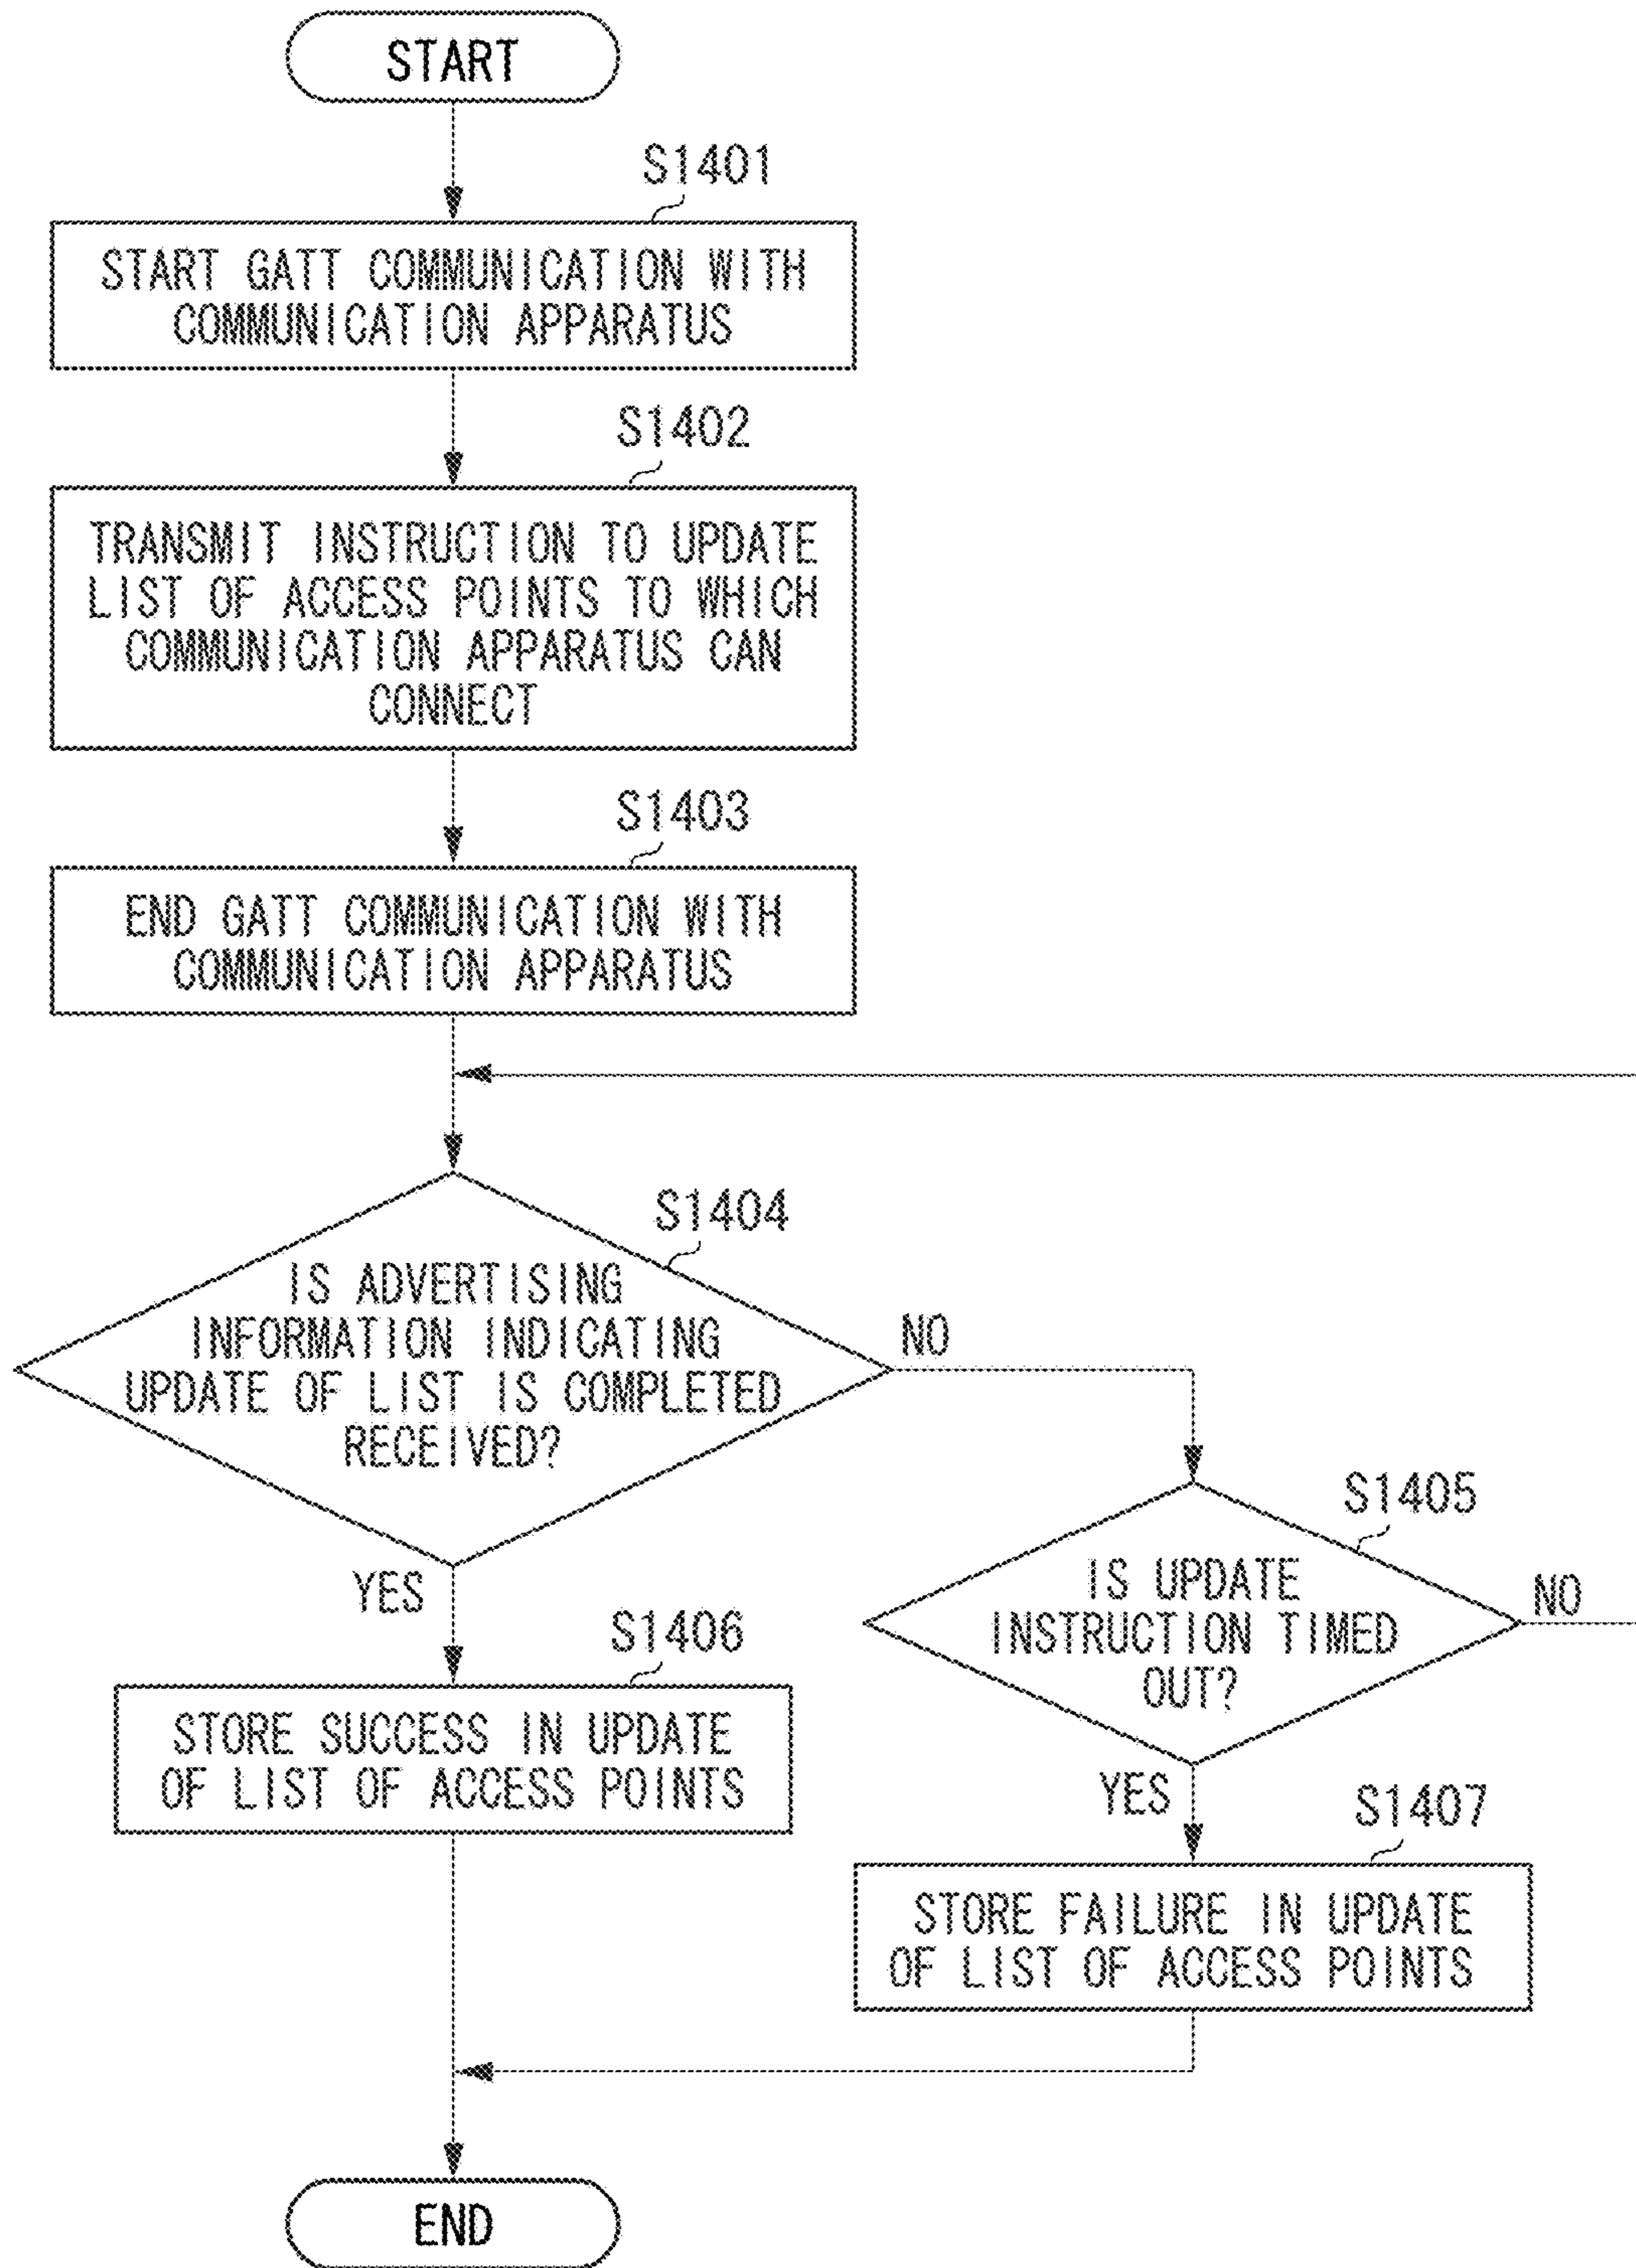 START
S1401
START GATT COMMUNICATION WITH
COMMUNICATION APPARATUS
S1402
TRANSMIT INSTRUCTION TO UPDATE
LIST OF ACCESS POINTS TO WHICH
COMMUNICATION APPARATUS CAN
CONNECT
S1403
END GATT COMMUNICATION WITH
COMMUNICATION APPARATUS
S1404
IS ADVERTISING
INFORMATION INDICATING
UPDATE OF LIST IS COMPLETED
RECEIVED?
NO
YES
S1405
IS UPDATE
INSTRUCTION TIMED
OUT?
NO
YES
S1406
STORE SUCCESS IN UPDATE
OF LIST OF ACCESS POINTS
S1407
STORE FAILURE IN UPDATE
OF LIST OF ACCESS POINTS
END